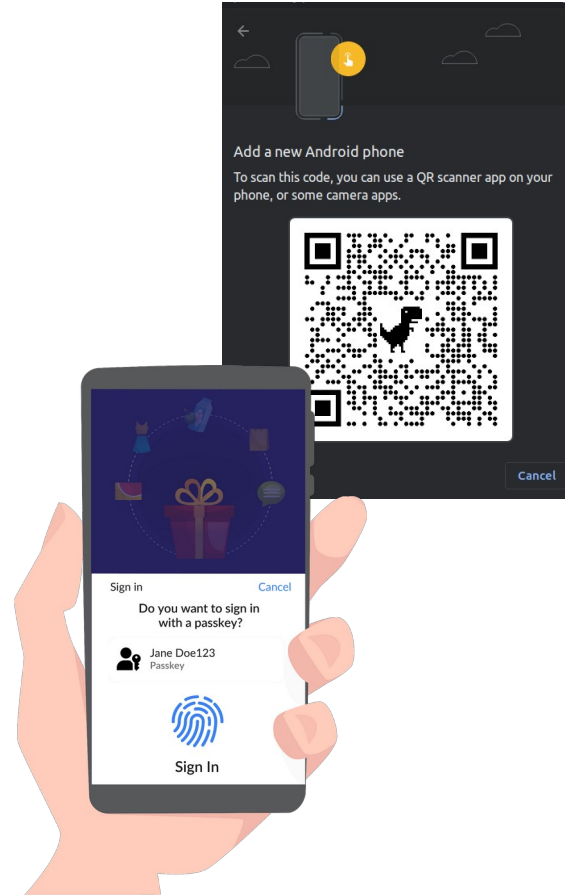 Add a new Android phone
To scan this code, you can use a QR scanner app on your
phone, or some camera apps.
Cancel
Sign in
Cancel
Do you want to sign in
with a passkey?
Jane Doe123
Passkey
Sign In